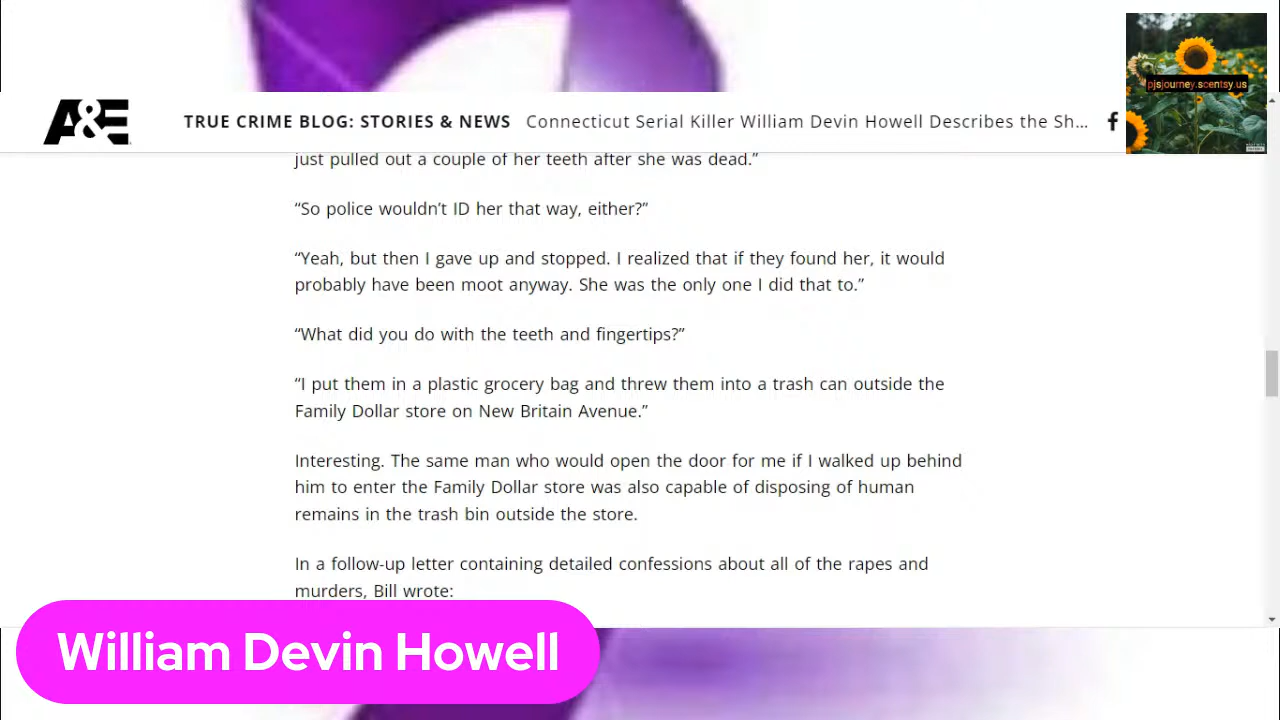 A&E
TRUE CRIME BLOG: STORIES & NEWS Connecticut Serial Killer William Devin Howell Describes the Sh...
pjsjourney.scentsy.us
just pulled out a couple of her teeth after she was dead.”
“So police wouldn’t ID her that way, either?”
“Yeah, but then I gave up and stopped. I realized that if they found her, it would
probably have been moot anyway. She was the only one I did that to.”
“What did you do with the teeth and fingertips?”
“I put them in a plastic grocery bag and threw them into a trash can outside the
Family Dollar store on New Britain Avenue.”
Interesting. The same man who would open the door for me if I walked up behind
him to enter the Family Dollar store was also capable of disposing of human
remains in the trash bin outside the store.
In a follow-up letter containing detailed confessions about all of the rapes and
murders, Bill wrote:
William Devin Howell